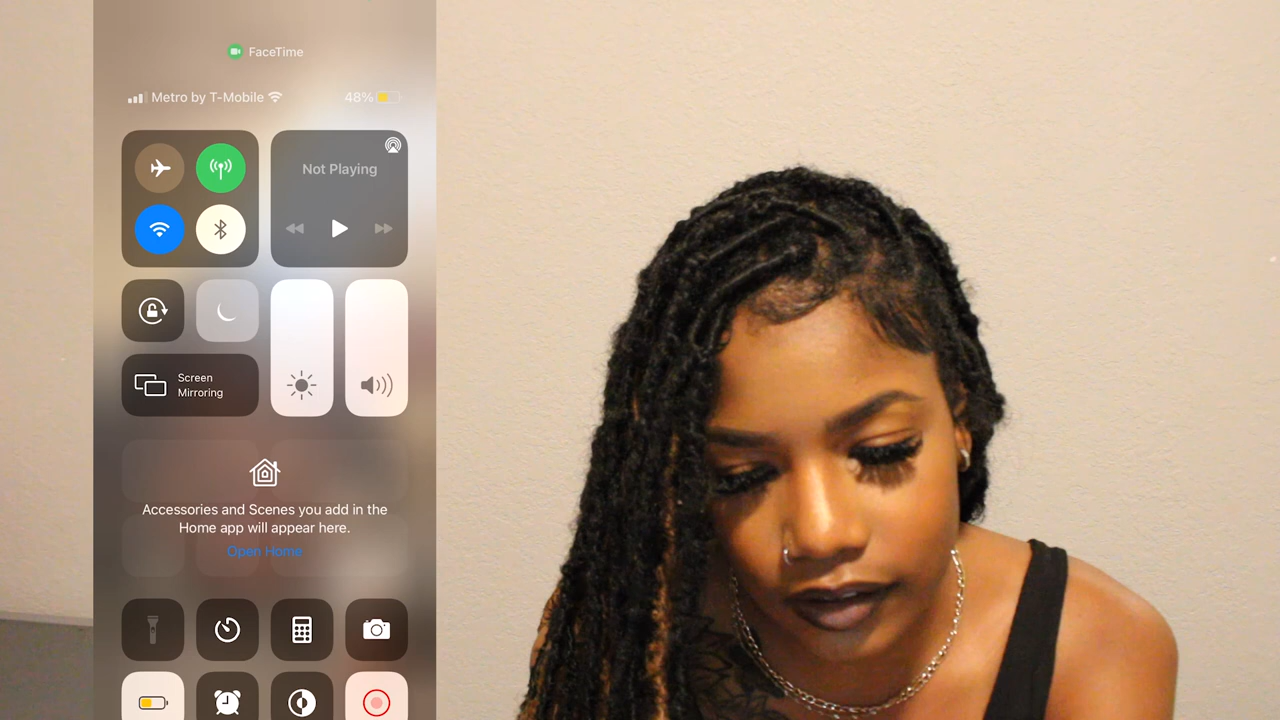 FaceTime
Metro by T-Mobile 48%
Not Playing
Screen
Mirroring
Accessories and Scenes you add in the
Home app will appear here.
Open Home